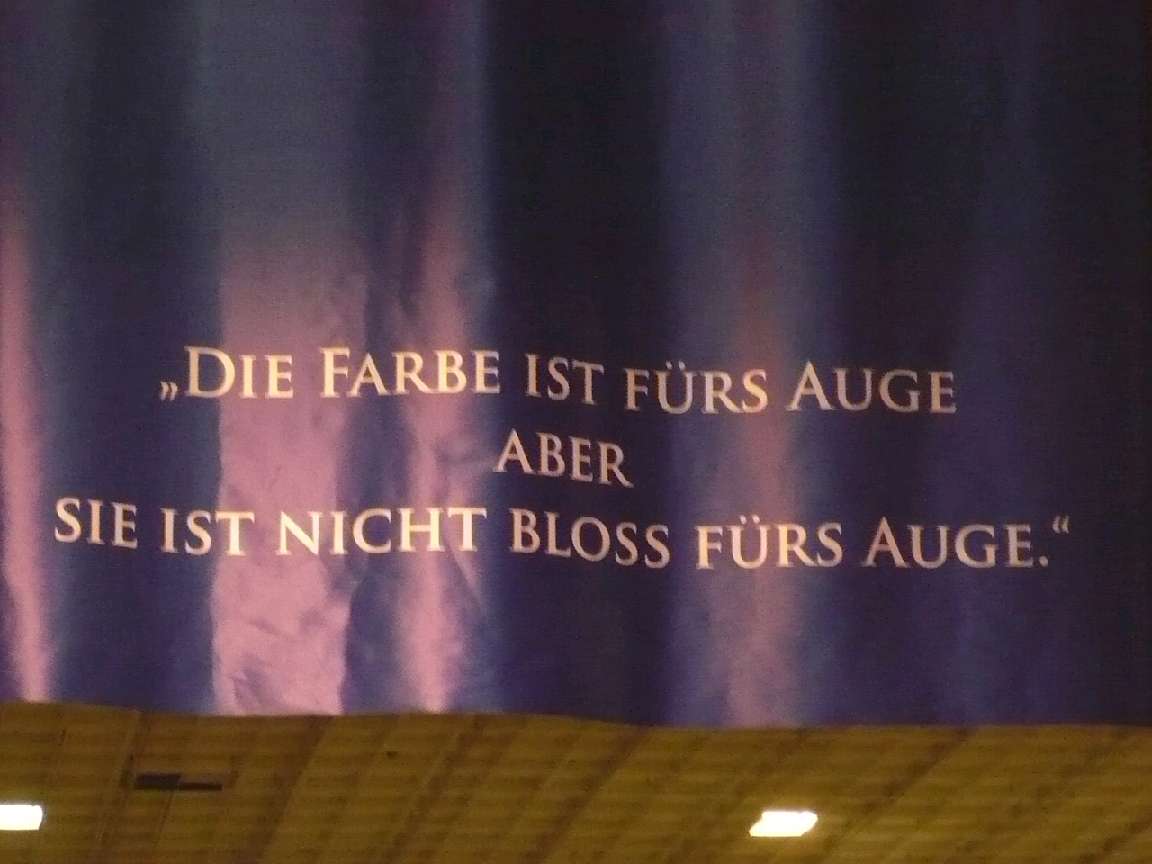 „Die Farbe ist fürs Auge
aber
sie ist nicht bloss fürs Auge.“